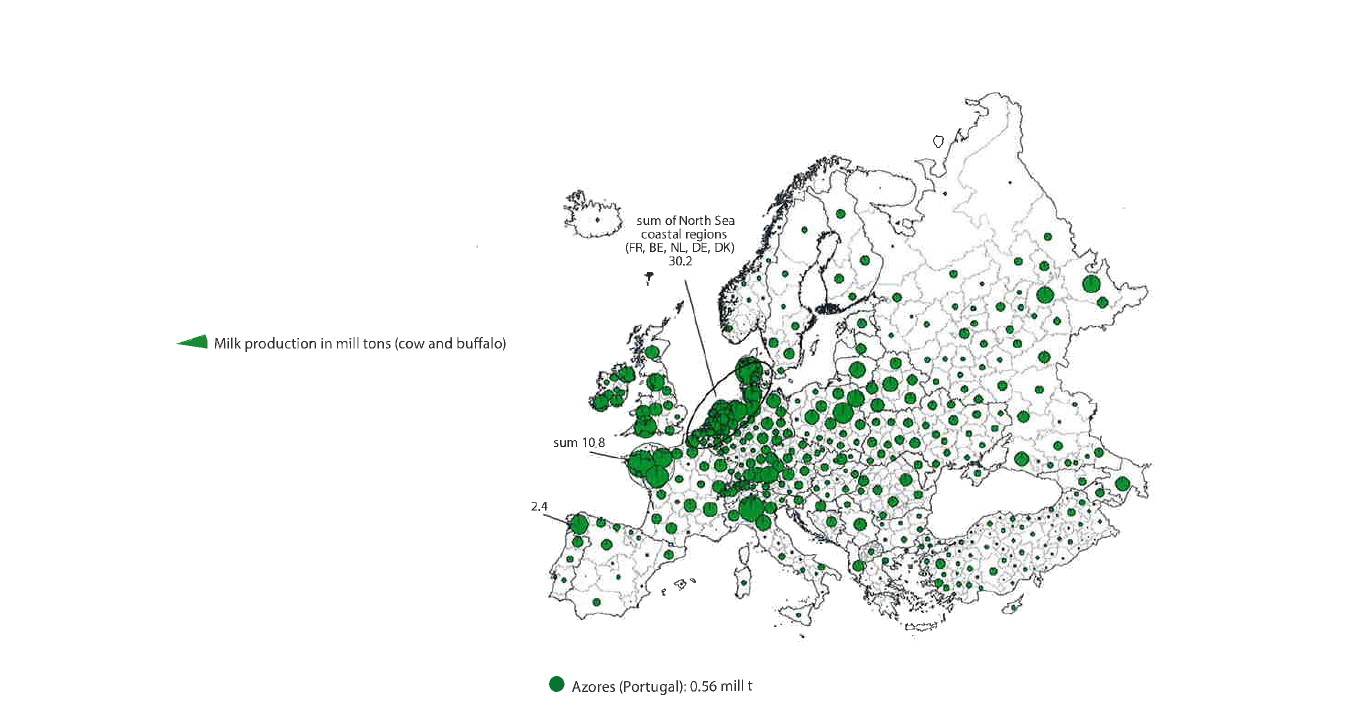 sum of North Sea
coastal regions
(FR, BE, NL, DE, DK)
30.2
Milk production in mill tons (cow and buffalo)
sum 10,8
2.4
Azores (Portugal): 0.56 mill t